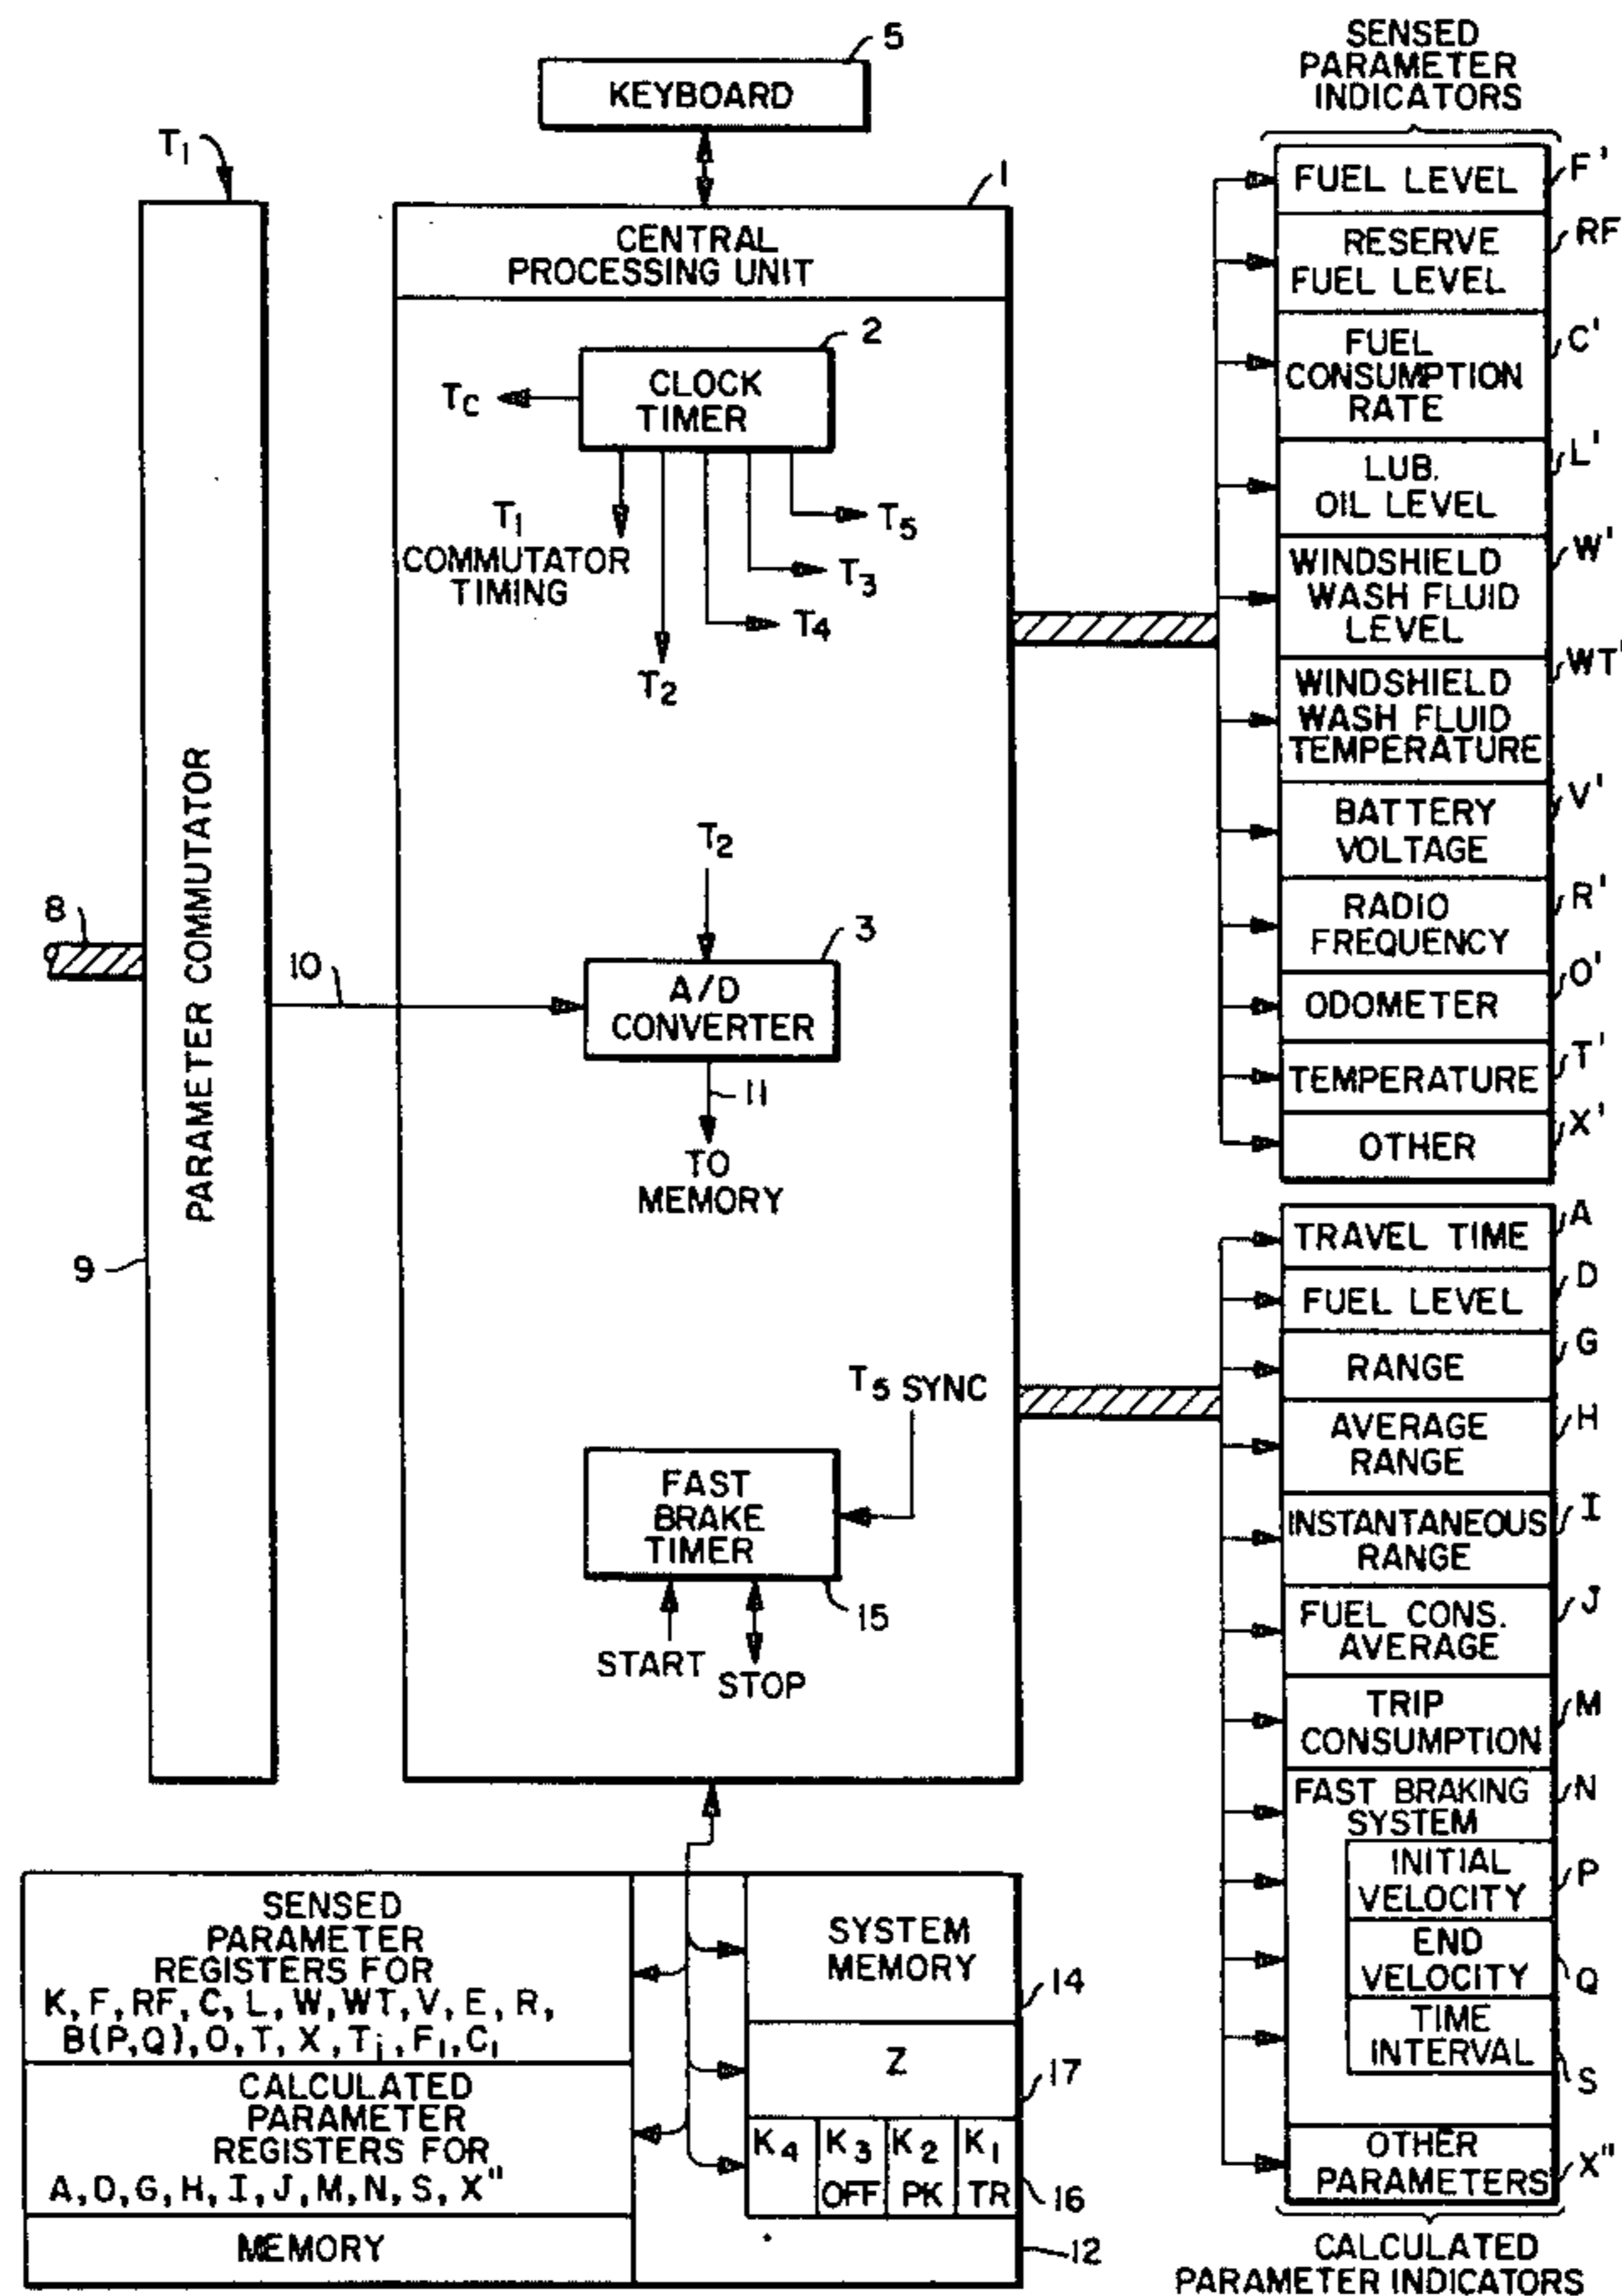 5
KEYBOARD
T1
1
CENTRAL
PROCESSING UNIT
2
CLOCK
TIMER
TC
T1
COMMUTATOR
TIMING
T5
T3
T4
T2
PARAMETER COMMUTATOR
8
9
10
T2
3
A/D
CONVERTER
11
TO
MEMORY
T5 SYNC
FAST
BRAKE
TIMER
15
START
STOP
SENSED
PARAMETER
REGISTERS FOR
K, F, RF, C, L, W, WT, V, E, R,
B(P,Q), O, T, X, Ti, F1, C1
CALCULATED
PARAMETER
REGISTERS FOR
A, D, G, H, I, J, M, N, S, X"
MEMORY
SYSTEM
MEMORY
14
Z
17
K4
K3
OFF
K2
PK
K1
TR
16
12
SENSED
PARAMETER
INDICATORS
FUEL LEVEL
F'
RESERVE
FUEL LEVEL
RF
FUEL
CONSUMPTION
RATE
C'
LUB.
OIL LEVEL
L'
WINDSHIELD
WASH FLUID
LEVEL
W'
WINDSHIELD
WASH FLUID
TEMPERATURE
WT'
BATTERY
VOLTAGE
V'
RADIO
FREQUENCY
R'
ODOMETER
O'
TEMPERATURE
T'
OTHER
X'
TRAVEL TIME
A
FUEL LEVEL
D
RANGE
G
AVERAGE
RANGE
H
INSTANTANEOUS
RANGE
I
FUEL CONS.
AVERAGE
J
TRIP
CONSUMPTION
M
FAST BRAKING
SYSTEM
N
INITIAL
VELOCITY
P
END
VELOCITY
Q
TIME
INTERVAL
S
OTHER
PARAMETERS
X"
CALCULATED
PARAMETER INDICATORS